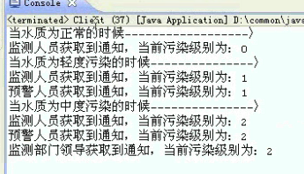 Console
<terminated> Client (37) [Java Application] D:\common\jav
当水质为正常的时候---------------------------〉
监测人员获取到通知，当前污染级别为：0
当水质为轻度污染的时候-----------------------〉
监测人员获取到通知，当前污染级别为：1
预警人员获取到通知，当前污染级别为：1
当水质为中度污染的时候-----------------------〉
监测人员获取到通知，当前污染级别为：2
预警人员获取到通知，当前污染级别为：2
监测部门领导获取到通知，当前污染级别为：2